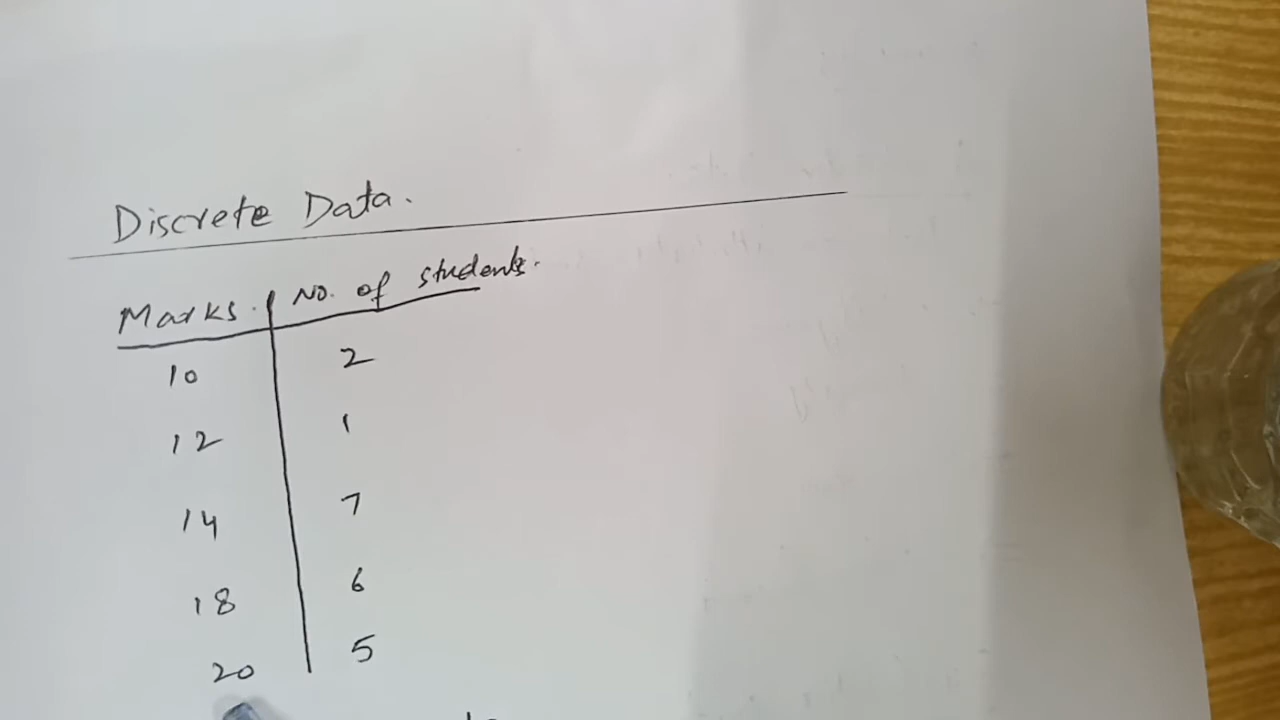 Discrete Data.
Marks. No. of students.
10 2
12 1
14 7
18 6
20 5